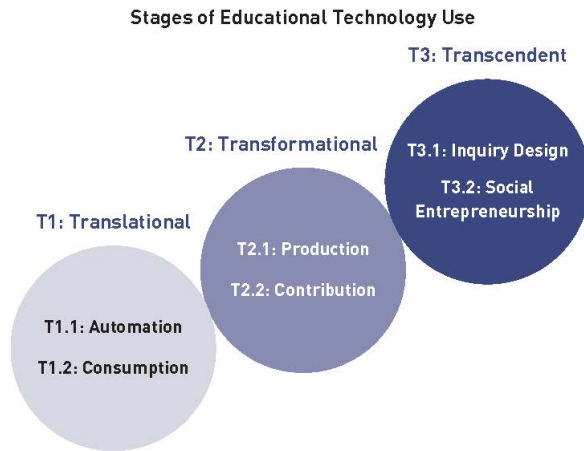 Stages of Educational Technology Use
T3: Transcendent
T3.1: Inquiry Design
T3.2: Social
Entrepreneurship
T2: Transformational
T2.1: Production
T2.2: Contribution
T1: Translational
T1.1: Automation
T1.2: Consumption